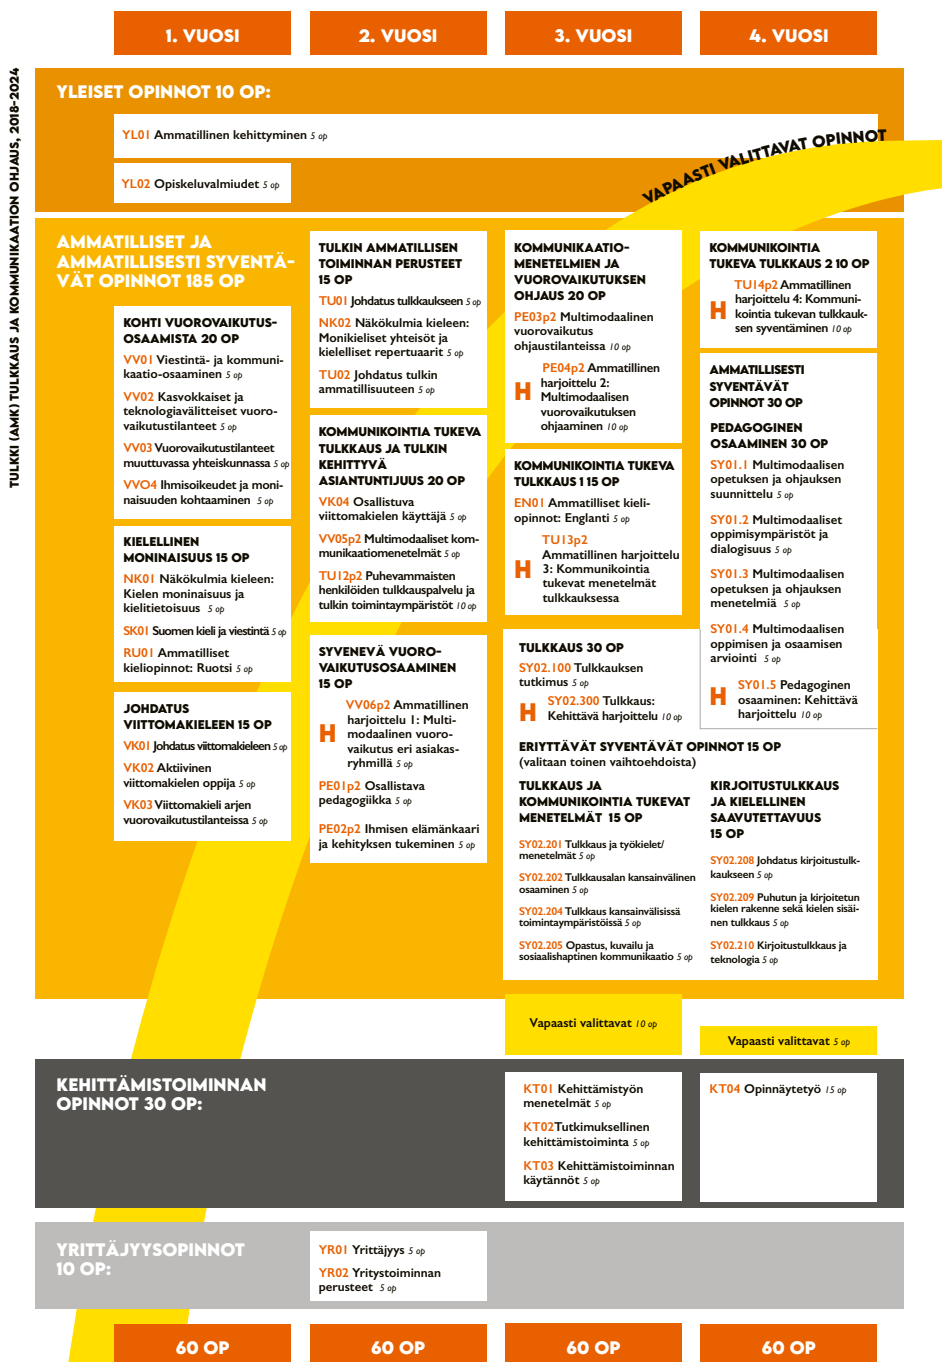 1. VUOSI
2. VUOSI
3. VUOSI
4. VUOSI
TULKKI (AMK) TULKKAUS JA KOMMUNIKAATION OHJAUS, 2018-2024
YLEISET OPINNOT 10 OP:
YL01 Ammatillinen kehittyminen 5 op
YL02 Opiskeluvalmiudet 5 op
VAPAASTI VALITTAVAT OPINNOT
AMMATILLISET JA
AMMATILLISESTI SYVENTÄ-
VÄT OPINNOT 185 OP
KOHTI VUOROVAIKUTUS-
OSAAMISTA 20 OP
VV01 Viestintä- ja kommuni-
kaatio-osaaminen 5 op
VV02 Kasvokkaiset ja
teknologiavälitteiset vuoro-
vaikutustilanteet 5 op
VV03 Vuorovaikutustilanteet
muuttuvassa yhteiskunnassa 5 op
VVO4 Ihmisoikeudet ja moni-
naisuuden kohtaaminen 5 op
KIELELLINEN
MONINAISUUS 15 OP
NK01 Näkökulmia kieleen:
Kielen moninaisuus ja
kielitietoisuus 5 op
SK01 Suomen kieli ja viestintä 5 op
RU01 Ammatilliset
kieliopinnot: Ruotsi 5 op
JOHDATUS
VIITTOMAKIELEEN 15 OP
VK01 Johdatus viittomakieleen 5 op
VK02 Aktiivinen
viittomakielen oppija 5 op
VK03 Viittomakieli arjen
vuorovaikutustilanteissa 5 op
TULKIN AMMATILLISEN
TOIMINNAN PERUSTEET
15 OP
TU01 Johdatus tulkkaukseen 5 op
NK02 Näkökulmia kieleen:
Monikieliset yhteisöt ja
kielelliset repertuaarit 5 op
TU02 Johdatus tulkin
ammatillisuuteen 5 op
KOMMUNIKOINTIA TUKEVA
TULKKAUS JA TULKIN
KEHITTYVÄ
ASIANTUNTIJUUS 20 OP
VK04 Osallistuva
viittomakielen käyttäjä 5 op
VV05p2 Multimodaaliset kom-
munikaatiomenetelmät 5 op
TU12p2 Puhevammaisten
henkilöiden tulkkauspalvelu ja
tulkin toimintaympäristöt 10 op
SYVENEVÄ VUORO-
VAIKUTUSOSAAMINEN
15 OP
H
VV06p2 Ammatillinen
harjoittelu 1: Multi-
modaalinen vuoro-
vaikutus eri asiakas-
ryhmillä 5 op
PE01p2 Osallistava
pedagogiikka 5 op
PE02p2 Ihmisen elämänkaari
ja kehityksen tukeminen 5 op
KOMMUNIKAATIO-
MENETELMIEN JA
VUOROVAIKUTUKSEN
OHJAUS 20 OP
PE03p2 Multimodaalinen
vuorovaikutus
ohjaustilanteissa 10 op
H
PE04p2 Ammatillinen
harjoittelu 2:
Multimodaalisen
vuorovaikutuksen
ohjaaminen 10 op
KOMMUNIKOINTIA TUKEVA
TULKKAUS 1 15 OP
EN01 Ammatilliset kieli-
opinnot: Englanti 5 op
H
TU13p2
Ammatillinen harjoittelu
3: Kommunikointia
tukevat menetelmät
tulkkauksessa
KOMMUNIKOINTIA
TUKEVA TULKKAUS 2 10 OP
H
TU14p2 Ammatillinen
harjoittelu 4: Kommuni-
kointia tukevan tulkkauk-
sen syventäminen 10 op
AMMATILLISESTI
SYVENTÄVÄT
OPINNOT 30 OP
PEDAGOGINEN
OSAAMINEN 30 OP
SY01.1 Multimodaalisen
opetuksen ja ohjauksen
suunnittelu 5 op
SY01.2 Multimodaaliset
oppimisympäristöt ja
dialogisuus 5 op
SY01.3 Multimodaalisen
opetuksen ja ohjauksen
menetelmiä 5 op
SY01.4 Multimodaalisen
oppimisen ja osaamisen
arviointi 5 op
H
SY01.5 Pedagoginen
osaaminen: Kehittävä
harjoittelu 10 op
TULKKAUS 30 OP
SY02.100 Tulkkauksen
tutkimus 5 op
H
SY02.300 Tulkkaus:
Kehittävä harjoittelu 10 op
ERIYTTÄVÄT SYVENTÄVÄT OPINNOT 15 OP
(valitaan toinen vaihtoehdoista)
TULKKAUS JA
KOMMUNIKOINTIA TUKEVAT
MENETELMÄT 15 OP
SY02.201 Tulkkaus ja työkielet/
menetelmät 5 op
SY02.202 Tulkkausalan kansainvälinen
osaaminen 5 op
SY02.204 Tulkkaus kansainvälisissä
toimintaympäristöissä 5 op
SY02.205 Opastus, kuvailu ja
sosiaalishaptinen kommunikaatio 5 op
KIRJOITUSTULKKAUS
JA KIELELLINEN
SAAVUTETTAVUUS
15 OP
SY02.208 Johdatus kirjoitustulk-
kaukseen 5 op
SY02.209 Puhutun ja kirjoitetun
kielen rakenne sekä kielen sisäi-
nen tulkkaus 5 op
SY02.210 Kirjoitustulkkaus ja
teknologia 5 op
Vapaasti valittavat 10 op
Vapaasti valittavat 5 op
KEHITTÄMISTOIMINNAN
OPINNOT 30 OP:
KT01 Kehittämistyön
menetelmät 5 op
KT02Tutkimuksellinen
kehittämistoiminta 5 op
KT03 Kehittämistoiminnan
käytännöt 5 op
KT04 Opinnäytetyö 15 op
YRITTÄJYYSOPINNOT
10 OP:
YR01 Yrittäjyys 5 op
YR02 Yritystoiminnan
perusteet 5 op
60 OP
60 OP
60 OP
60 OP